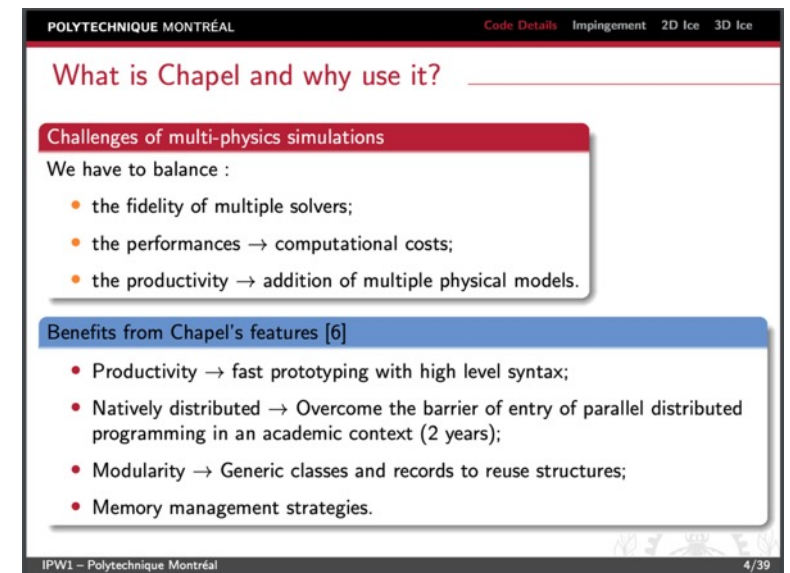 POLYTECHNIQUE MONTRÉAL
Code Details Impingement 2D Ice 3D Ice
What is Chapel and why use it?
Challenges of multi-physics simulations
We have to balance :
• the fidelity of multiple solvers;
• the performances → computational costs;
• the productivity → addition of multiple physical models.
Benefits from Chapel's features [6]
• Productivity → fast prototyping with high level syntax;
• Natively distributed → Overcome the barrier of entry of parallel distributed
programming in an academic context (2 years);
• Modularity → Generic classes and records to reuse structures;
• Memory management strategies.
IPW1 – Polytechnique Montréal
4/39